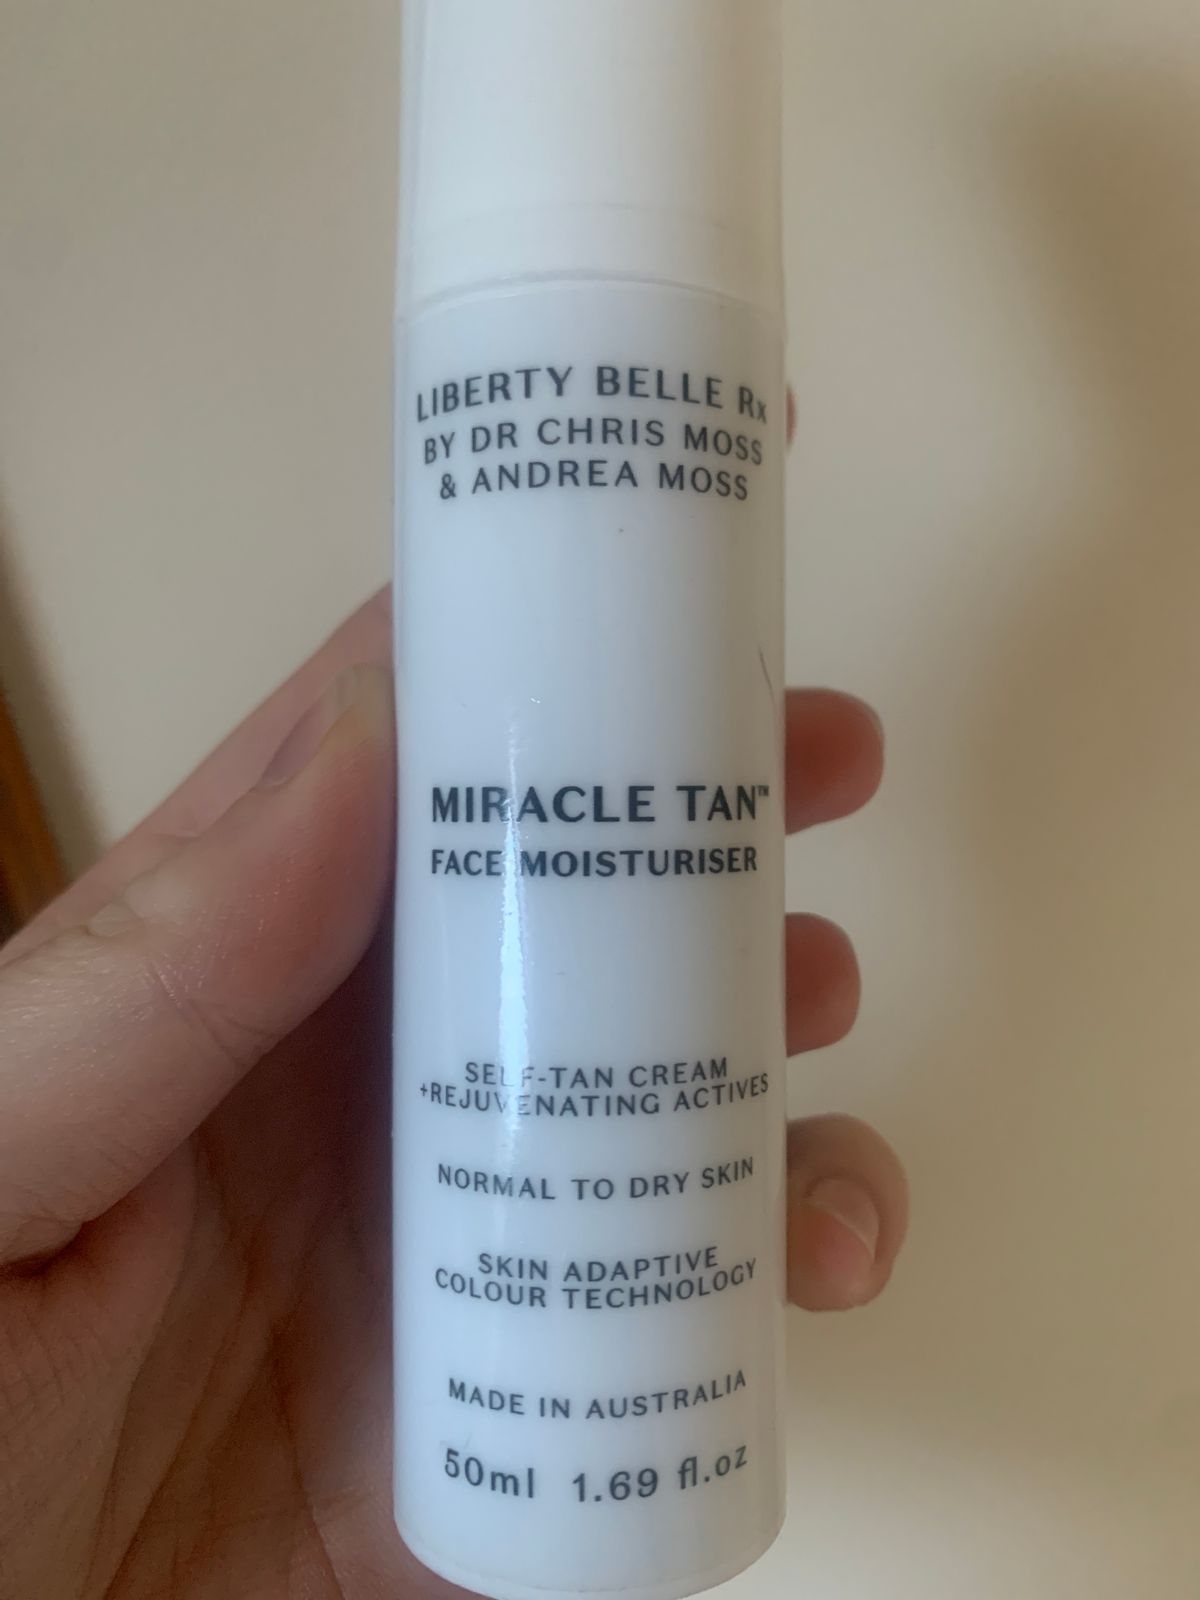 LIBERTY BELLE Rx
BY DR CHRIS MOSS
& ANDREA MOSS
MIRACLE TAN™
FACE MOISTURISER
SELF-TAN CREAM
+REJUVENATING ACTIVES
NORMAL TO DRY SKIN
SKIN ADAPTIVE
COLOUR TECHNOLOGY
MADE IN AUSTRALIA
50ml 1.69 fl.oz